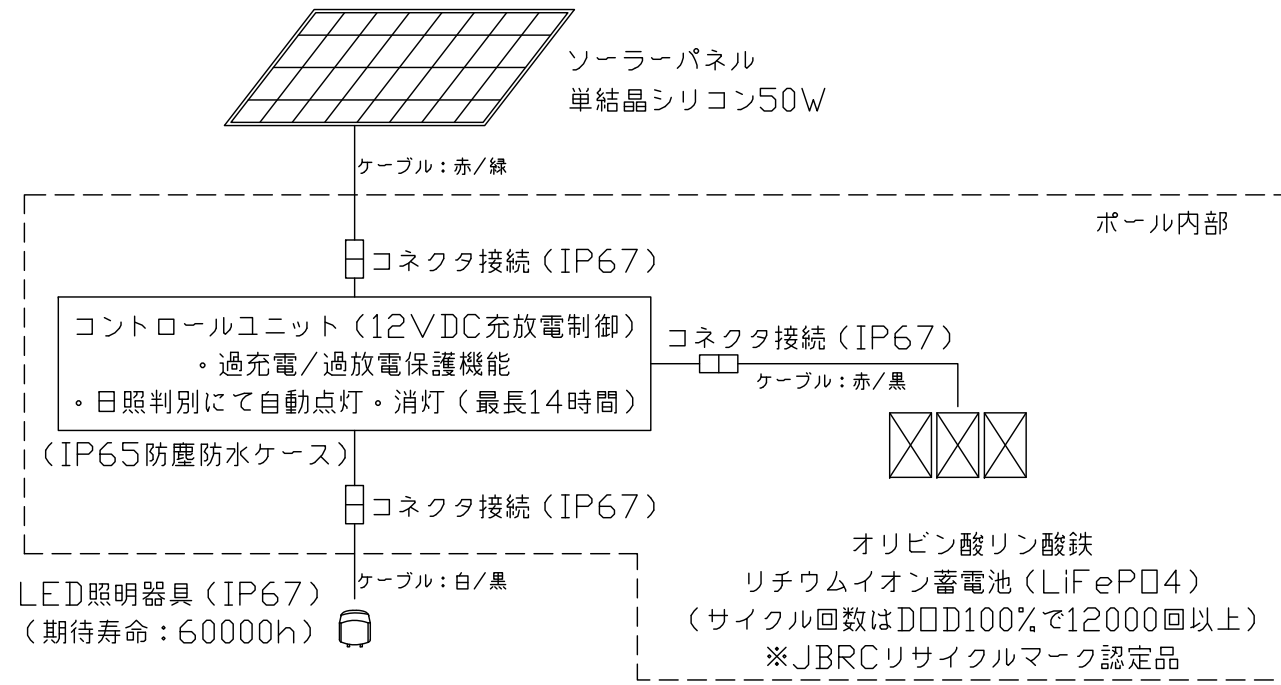 ソーラーパネル
単結晶シリコン50W
ケーブル：赤/緑
ポール内部
コネクタ接続（IP67）
コントロールユニット（12VDC充放電制御）
・過充電/過放電保護機能
・日照判別にて自動点灯・消灯（最長14時間）
（IP65防塵防水ケース）
コネクタ接続（IP67）
ケーブル：赤/黒
コネクタ接続（IP67）
ケーブル：白/黒
LED照明器具（IP67）
（期待寿命：60000h）
オリビン酸リン酸鉄
リチウムイオン蓄電池（LiFePO4）
（サイクル回数はDOD100%で12000回以上）
※JBRCリサイクルマーク認定品